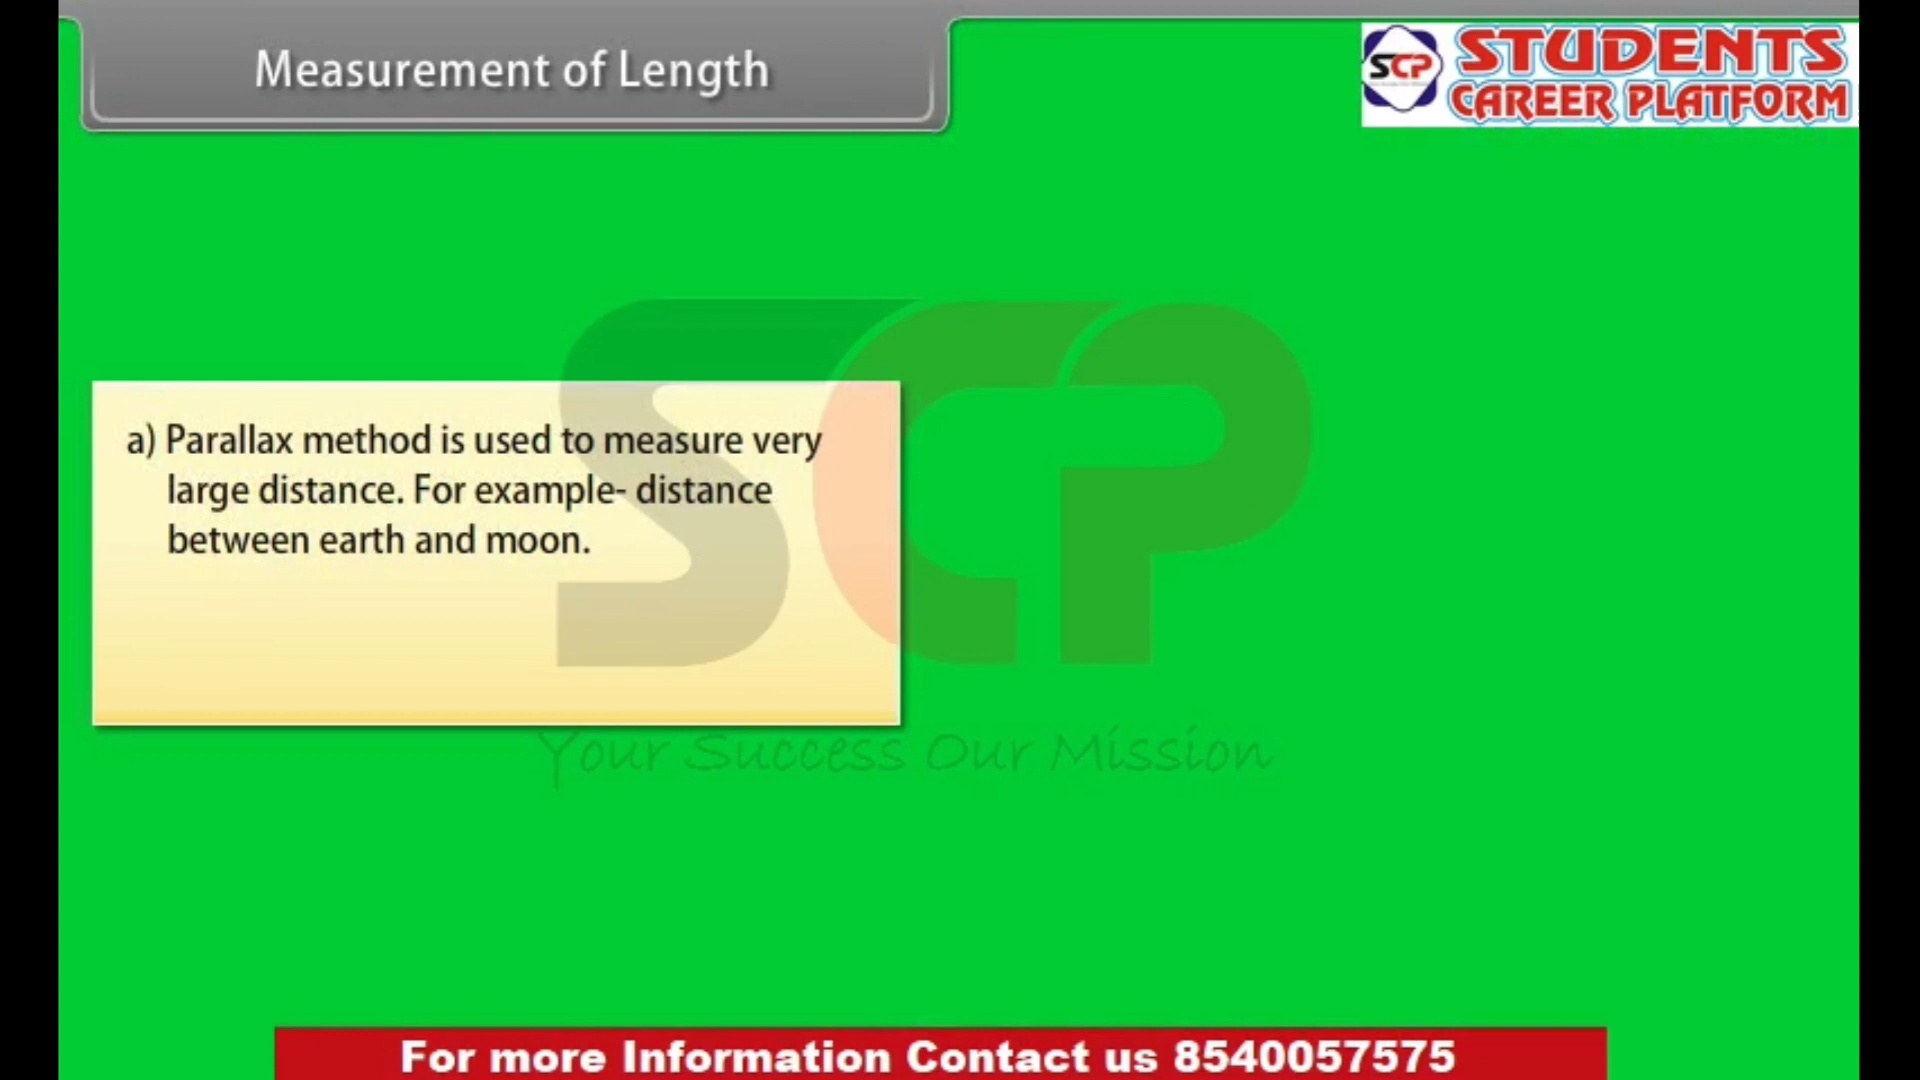 Measurement of Length
SCP
STUDENTS
CAREER PLATFORM
a) Parallax method is used to measure very
large distance. For example- distance
between earth and moon.
SCP
Your Success Our Mission
For more Information Contact us 8540057575